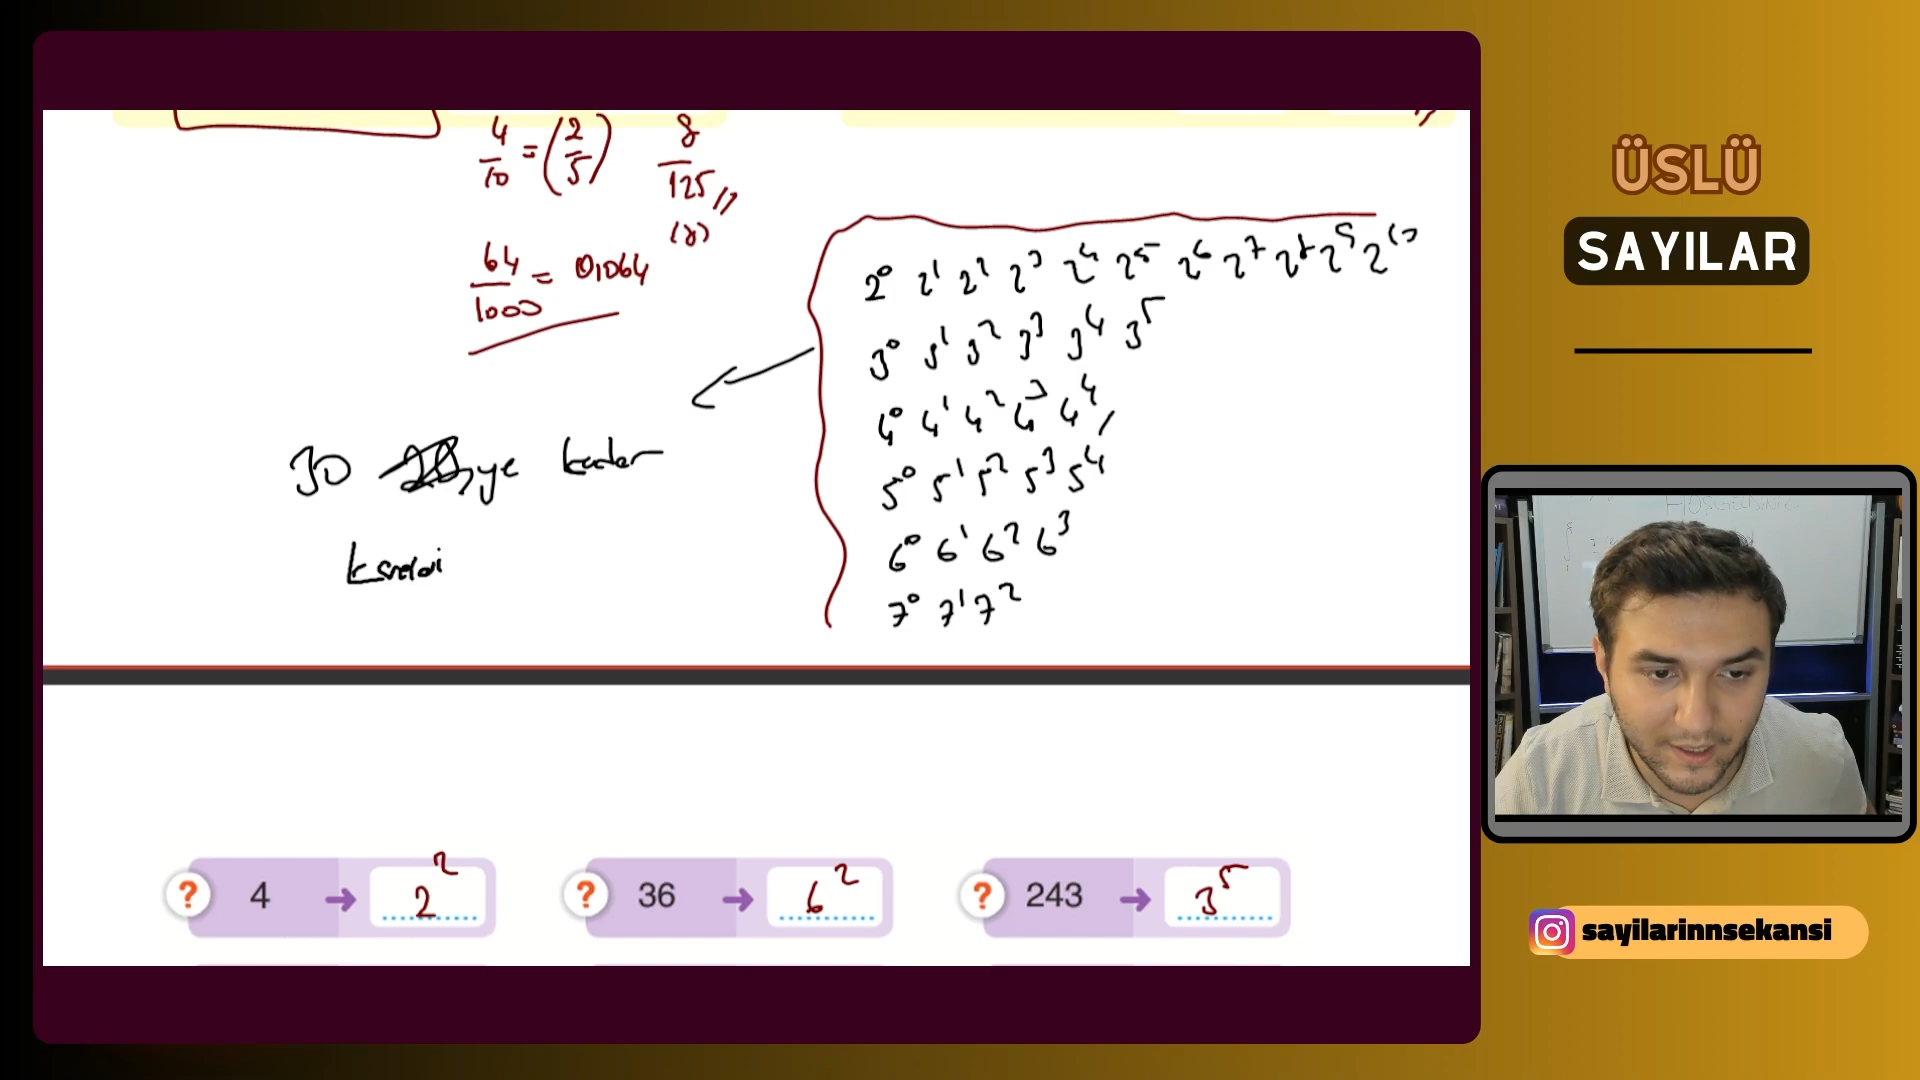 4/10 = (2/5) 8/125 //
(8)
64/1000 = 0,064
2⁰ 2¹ 2² 2³ 2⁴ 2⁵ 2⁶ 2⁷ 2⁸ 2⁹ 2¹⁰
3⁰ 3¹ 3² 3³ 3⁴ 3⁵
4⁰ 4¹ 4² 4³ 4⁴
5⁰ 5¹ 5² 5³ 5⁴
6⁰ 6¹ 6² 6³
7⁰ 7¹ 7²
30 ye kadar
? 4 → 2²
? 36 → 6²
? 243 → 3⁵
ÜSLÜ
SAYILAR
sayilarinnsekansi